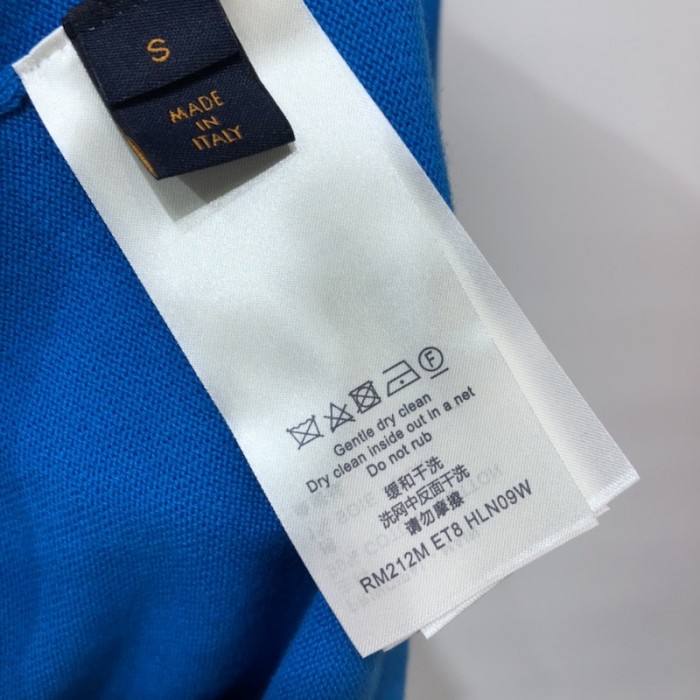 S
MADE
IN
ITALY
F
Gentle dry clean
Dry clean inside out in a net
Do not rub
缓和干洗
洗网中反面干洗
请勿摩擦
RM212M ET8 HLN09W